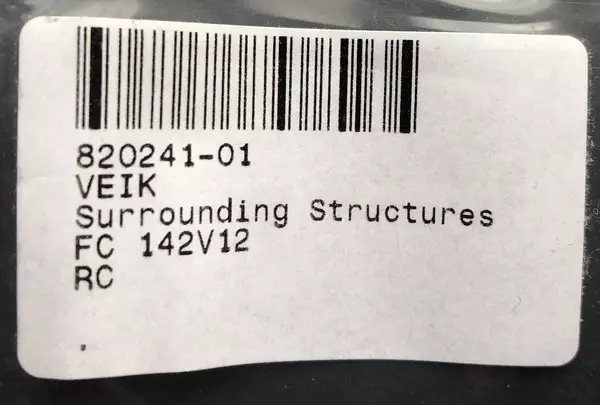 820241-01
VEIK
Surrounding Structures
FC 142V12
RC